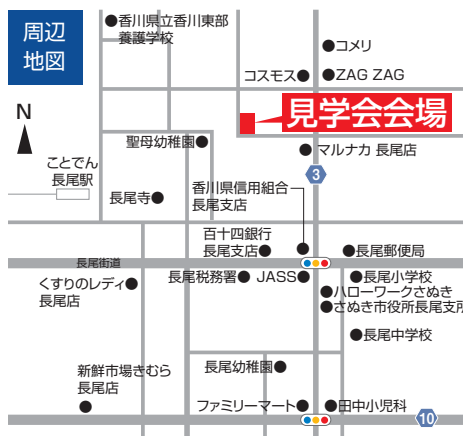 周辺
地図
香川県立香川東部
養護学校
コメリ
コスモス
ZAG ZAG
N
見学会会場
聖母幼稚園
マルナカ 長尾店
ことでん
長尾駅
3
香川県信用組合
長尾支店
長尾寺
百十四銀行
長尾支店
長尾郵便局
長尾街道
くすりのレディ
長尾店
長尾税務署
JASS
長尾小学校
ハローワークさぬき
さぬき市役所長尾支所
長尾中学校
新鮮市場きむら
長尾店
長尾幼稚園
ファミリーマート
田中小児科
10